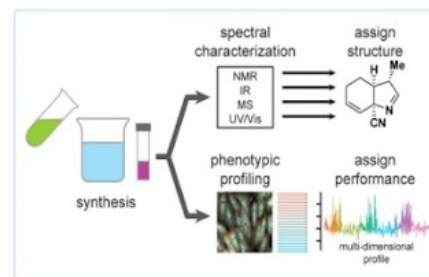 spectral
characterization
assign
structure
NMR
IR
MS
UV/Vis
H
Me
N
CN
synthesis
phenotypic
profiling
assign
performance
multi-dimensional
profile